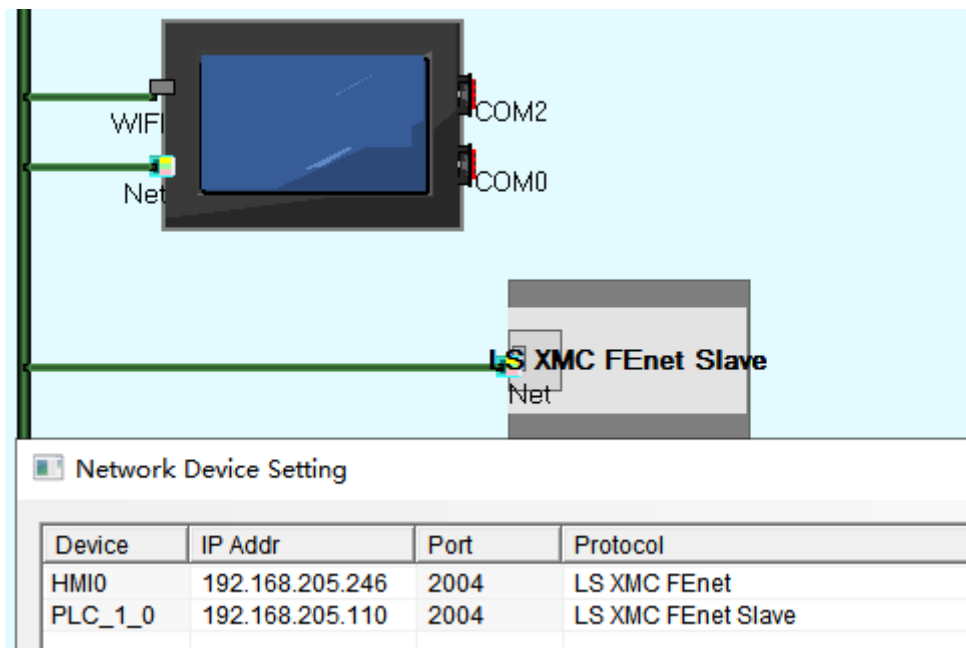 COM2
WIFI
COM0
Net
LS XMC FEnet Slave
Net
Network Device Setting
Device IP Addr Port Protocol
HMI0 192.168.205.246 2004 LS XMC FEnet
PLC_1_0 192.168.205.110 2004 LS XMC FEnet Slave